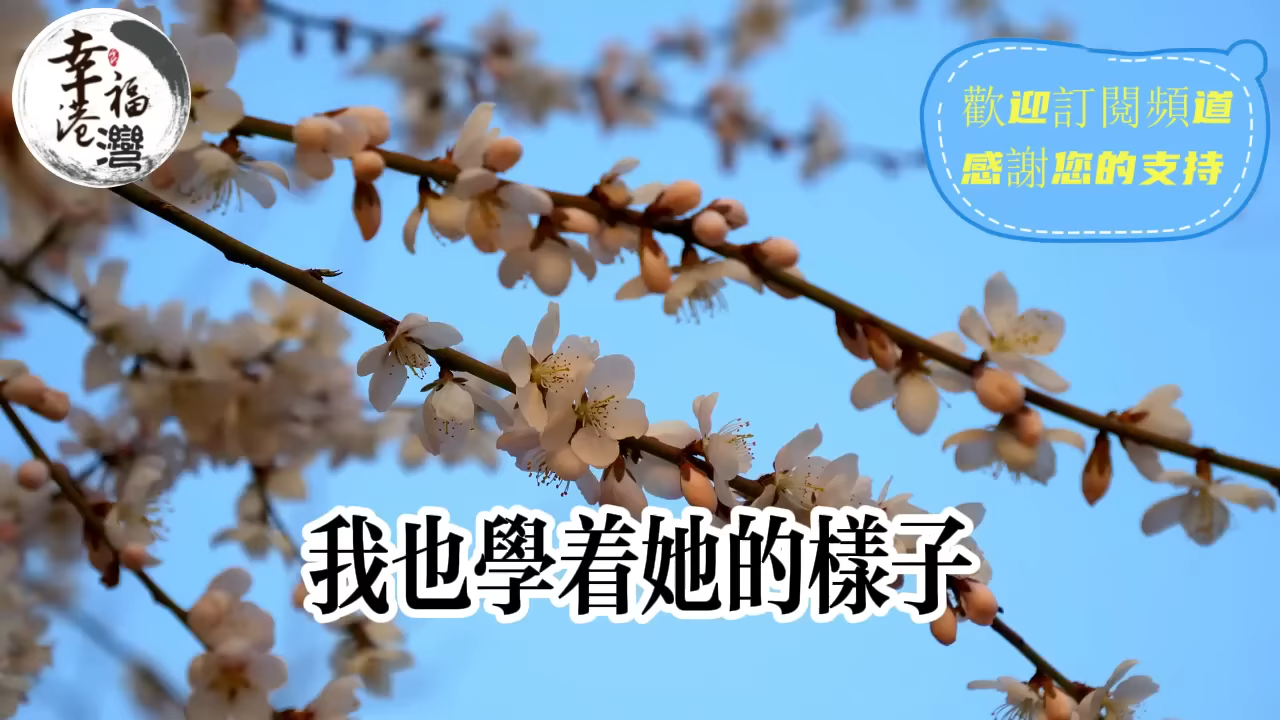 幸福
港灣
歡迎訂閱頻道
感謝您的支持
我也學着她的樣子